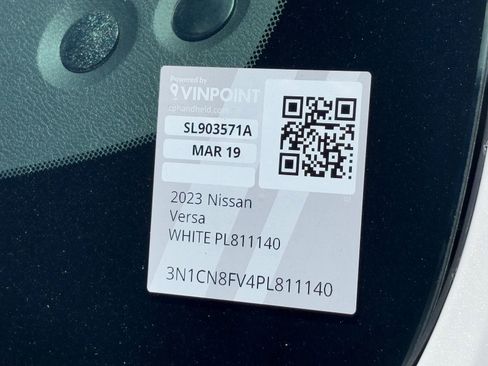 Powered by
VINPOINT
cphandheld.com
SL903571A
MAR 19
2023 Nissan
Versa
WHITE PL811140
3N1CN8FV4PL811140